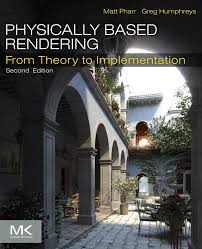 Matt Pharr, Greg Humphreys
PHYSICALLY BASED
RENDERING
From Theory to Implementation
Second Edition
MK